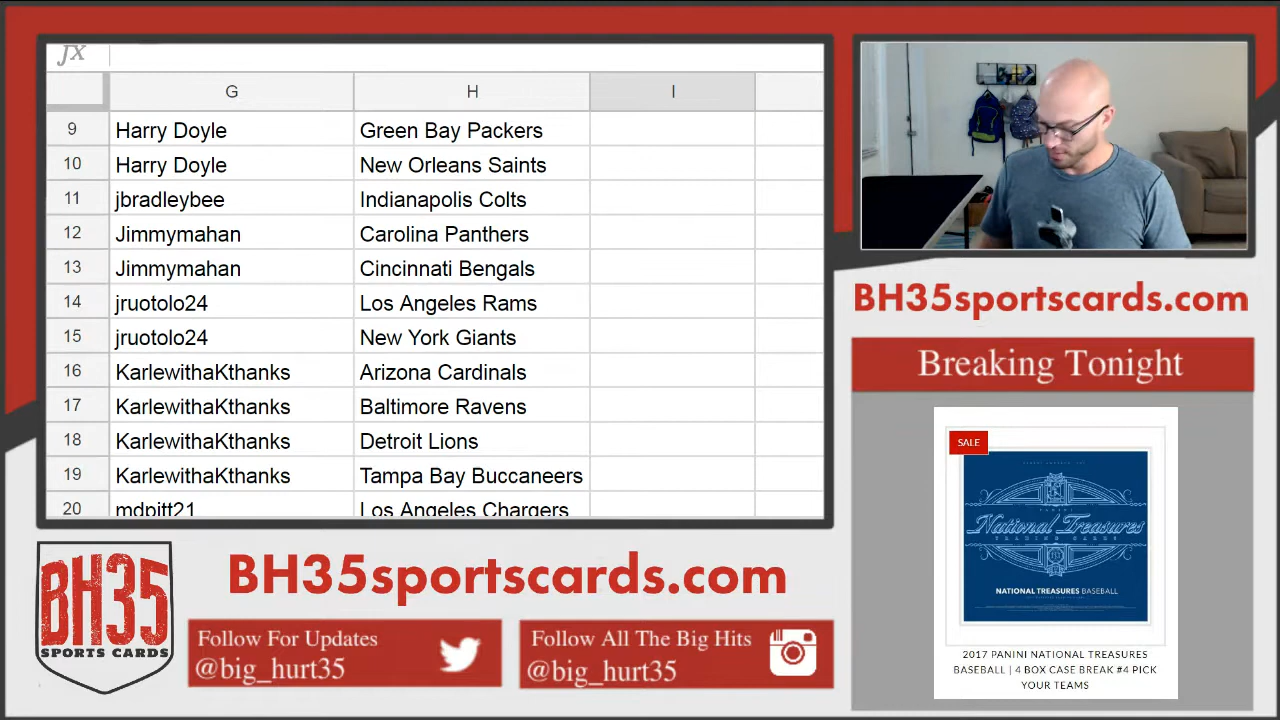 fx
G H I
9 Harry Doyle Green Bay Packers
10 Harry Doyle New Orleans Saints
11 jbradleybee Indianapolis Colts
12 Jimmymahan Carolina Panthers
13 Jimmymahan Cincinnati Bengals
14 jruotolo24 Los Angeles Rams
15 jruotolo24 New York Giants
16 KarlewithaKthanks Arizona Cardinals
17 KarlewithaKthanks Baltimore Ravens
18 KarlewithaKthanks Detroit Lions
19 KarlewithaKthanks Tampa Bay Buccaneers
20 mdpitt21 Los Angeles Chargers
BH35sportscards.com
Breaking Tonight
SALE
PANINI
National Treasures
TRADING CARDS
NATIONAL TREASURES BASEBALL
2017 PANINI NATIONAL TREASURES
BASEBALL | 4 BOX CASE BREAK #4 PICK
YOUR TEAMS
BH35
SPORTS CARDS
BH35sportscards.com
Follow For Updates
@big_hurt35
Follow All The Big Hits
@big_hurt35